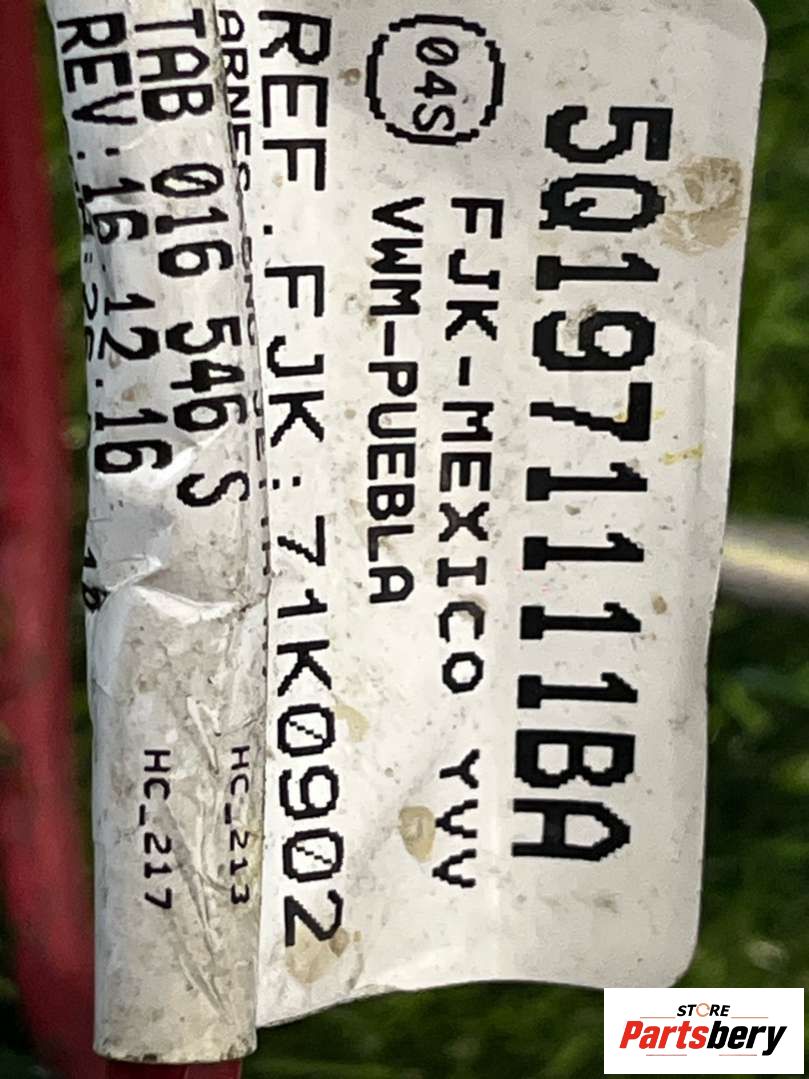 5Q1971111BA
04S
FJK-MEXICO YVV
VWM-PUEBLA
REF.FJK:71K0902
TAB 016 546 S
REV:16.12.16
HC_213
HC_217
STORE
Partsbery